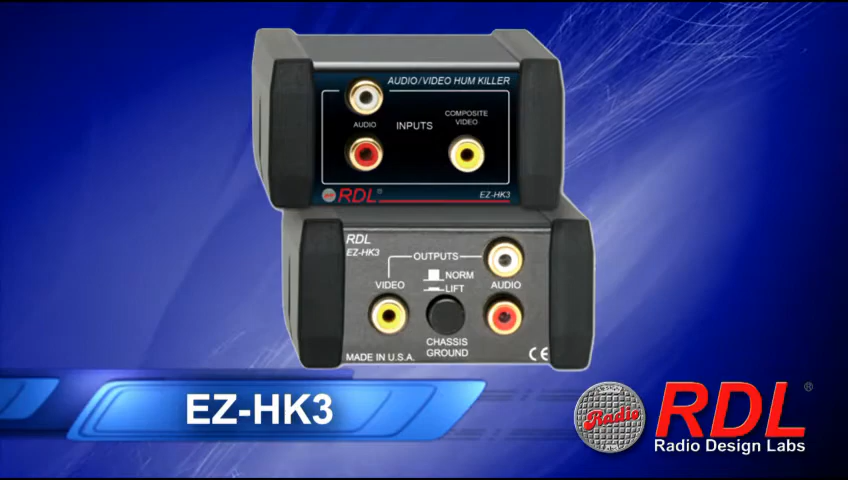 AUDIO/VIDEO HUM KILLER
AUDIO
INPUTS
COMPOSITE
VIDEO
RDL®
EZ-HK3
RDL
EZ-HK3
OUTPUTS
NORM
LIFT
VIDEO
AUDIO
CHASSIS
GROUND
MADE IN U.S.A.
CE
EZ-HK3
Radio
RDL®
Radio Design Labs